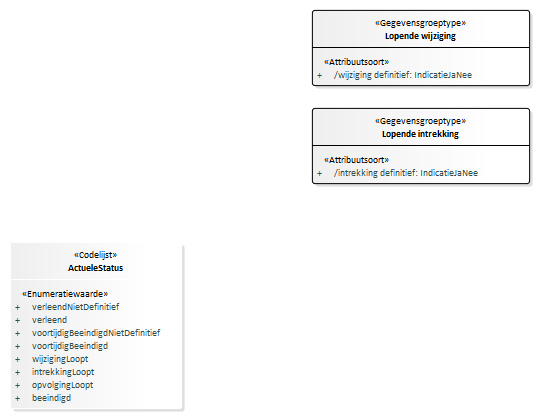 «Gegevensgroeptype»
Lopende wijziging
«Attribuutsoort»
+ /wijziging definitief: IndicatieJaNee
«Gegevensgroeptype»
Lopende intrekking
«Attribuutsoort»
+ /intrekking definitief: IndicatieJaNee
«Codelijst»
ActueleStatus
«Enumeratiewaarde»
+ verleendNietDefinitief
+ verleend
+ voortijdigBeeindigdNietDefinitief
+ voortijdigBeeindigd
+ wijzigingLoopt
+ intrekkingLoopt
+ opvolgingLoopt
+ beeindigd